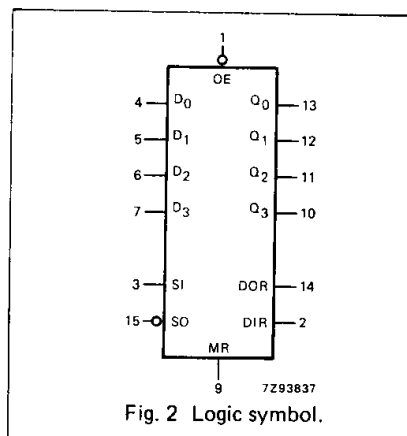 1
OE
4 D0 Q0 13
5 D1 Q1 12
6 D2 Q2 11
7 D3 Q3 10
3 SI DOR 14
15 SO DIR 2
MR
9 7Z93837
Fig. 2 Logic symbol.